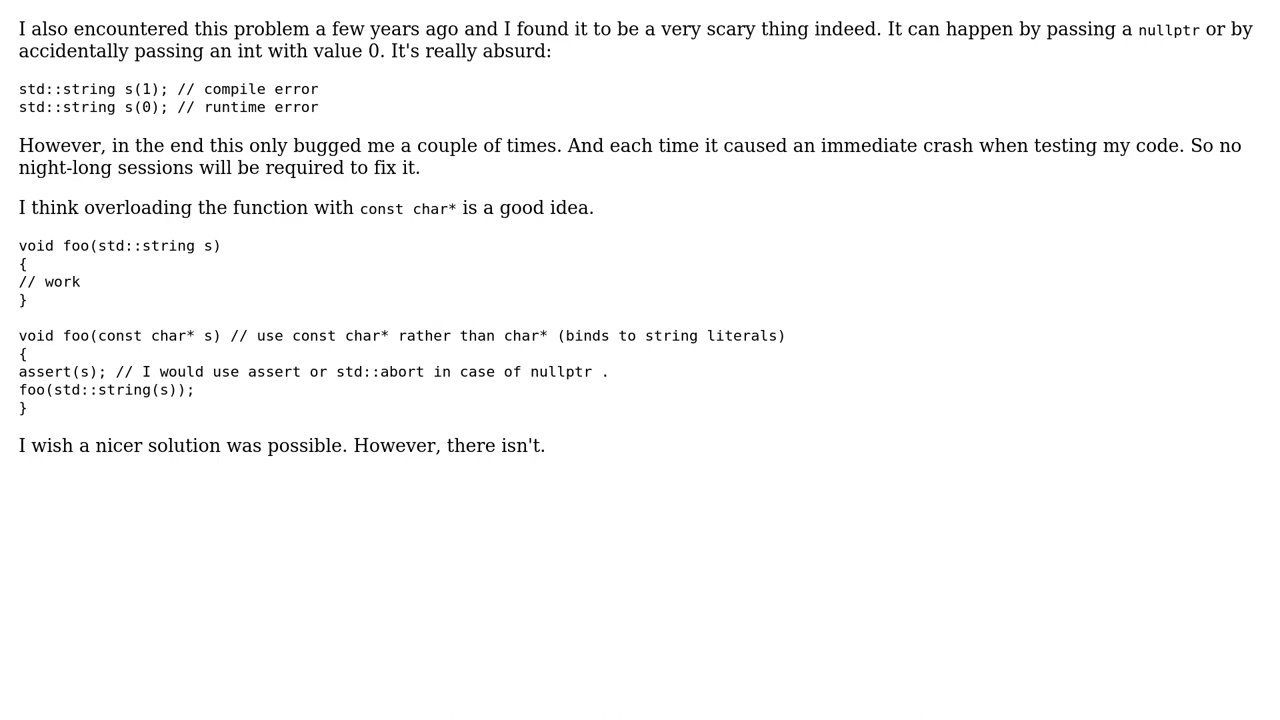 I also encountered this problem a few years ago and I found it to be a very scary thing indeed. It can happen by passing a nullptr or by
accidentally passing an int with value 0. It's really absurd:
std::string s(1); // compile error
std::string s(0); // runtime error
However, in the end this only bugged me a couple of times. And each time it caused an immediate crash when testing my code. So no
night-long sessions will be required to fix it.
I think overloading the function with const char* is a good idea.
void foo(std::string s)
{
// work
}
void foo(const char* s) // use const char* rather than char* (binds to string literals)
{
assert(s); // I would use assert or std::abort in case of nullptr .
foo(std::string(s));
}
I wish a nicer solution was possible. However, there isn't.